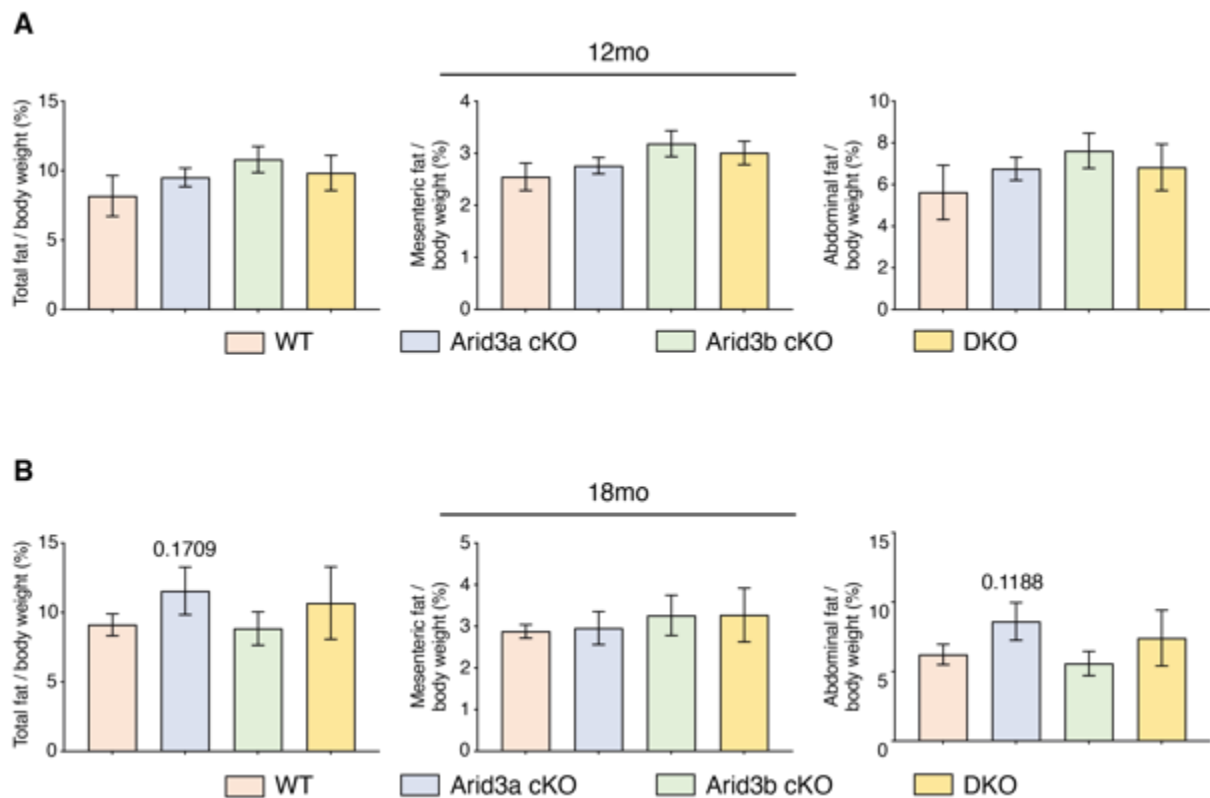 A
12mo
Total fat / body weight (%)
15
10
5
0
Mesenteric fat /
body weight (%)
4
3
2
1
0
Abdominal fat /
body weight (%)
10
8
6
4
2
0
WT Arid3a cKO Arid3b cKO DKO
B
18mo
Total fat / body weight (%)
15
10
5
0
0.1709
Mesenteric fat /
body weight (%)
5
4
3
2
1
0
Abdominal fat /
body weight (%)
15
10
5
0
0.1188
WT Arid3a cKO Arid3b cKO DKO